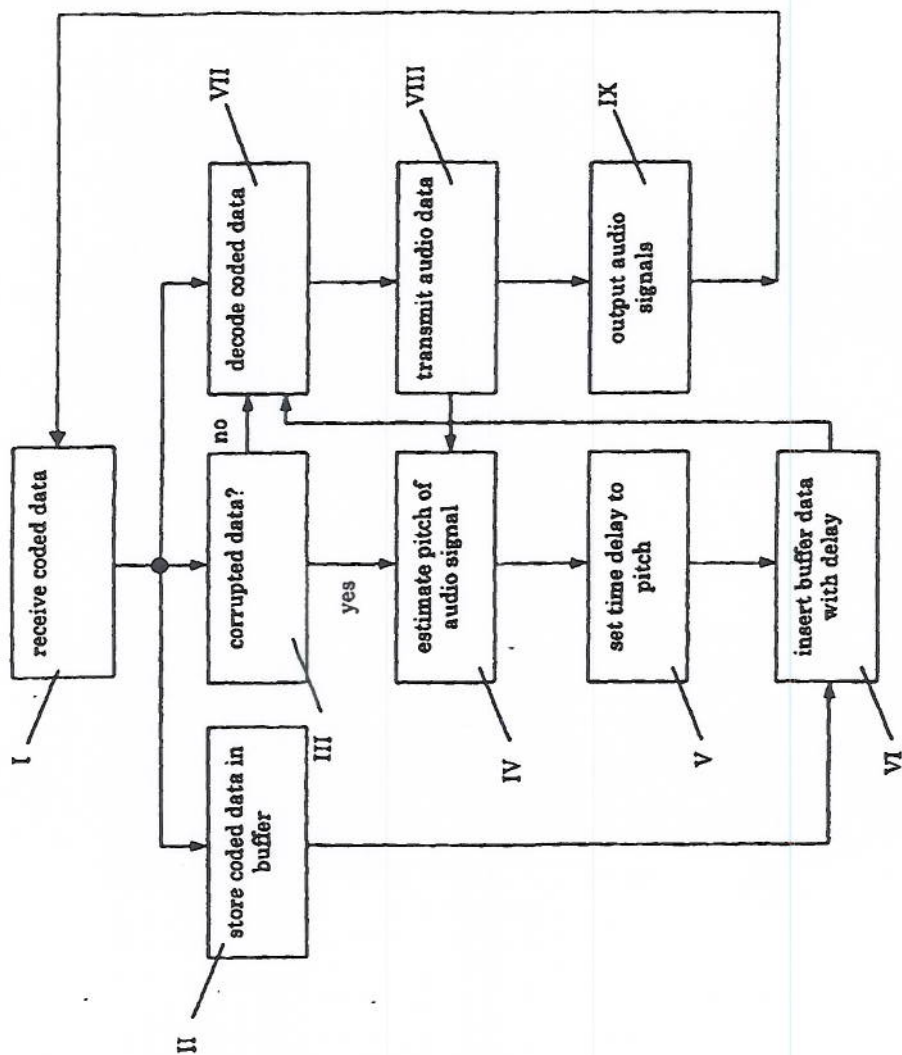 I
receive coded data
II
store coded data in
buffer
III
corrupted data?
no
yes
VII
decode coded data
IV
estimate pitch of
audio signal
VIII
transmit audio data
V
set time delay to
pitch
IX
output audio
signals
VI
insert buffer data
with delay